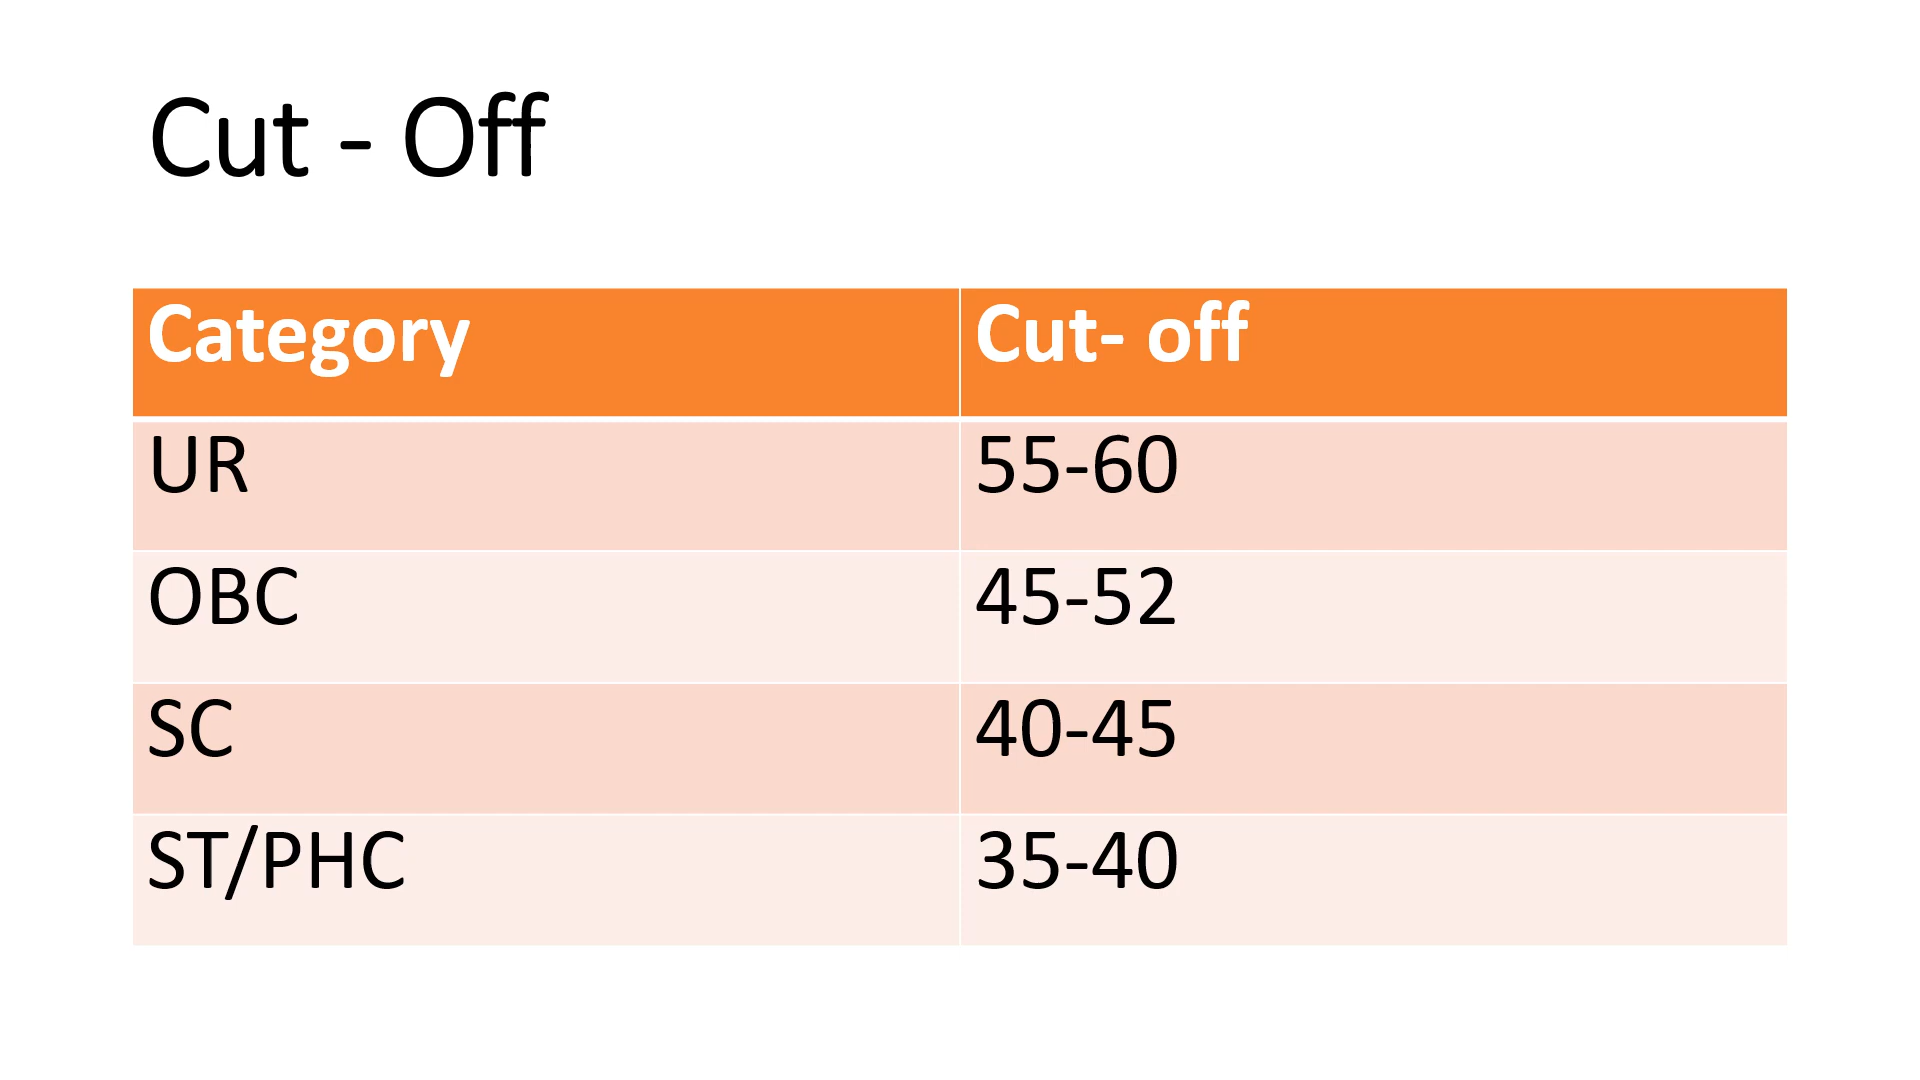 Cut - Off
Category Cut- off
UR 55-60
OBC 45-52
SC 40-45
ST/PHC 35-40